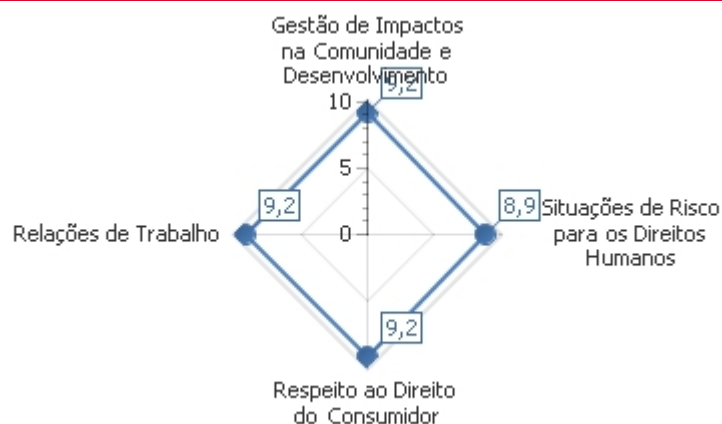 Gestão de Impactos
na Comunidade e
Desenvolvimento
9,2
10
5
0
9,2
Relações de Trabalho
8,9
Situações de Risco
para os Direitos
Humanos
9,2
Respeito ao Direito
do Consumidor